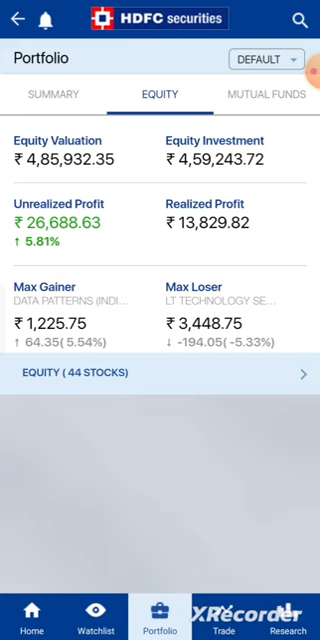 HDFC securities
Portfolio
DEFAULT
SUMMARY
EQUITY
MUTUAL FUNDS
Equity Valuation
Equity Investment
₹ 4,85,932.35
₹ 4,59,243.72
Unrealized Profit
Realized Profit
₹ 26,688.63
₹ 13,829.82
↑ 5.81%
Max Gainer
Max Loser
DATA PATTERNS (INDI...
LT TECHNOLOGY SE...
₹ 1,225.75
₹ 3,448.75
↑ 64.35( 5.54%)
↓ -194.05( -5.33%)
EQUITY ( 44 STOCKS)
XRecorder
Home
Watchlist
Portfolio
Trade
Research